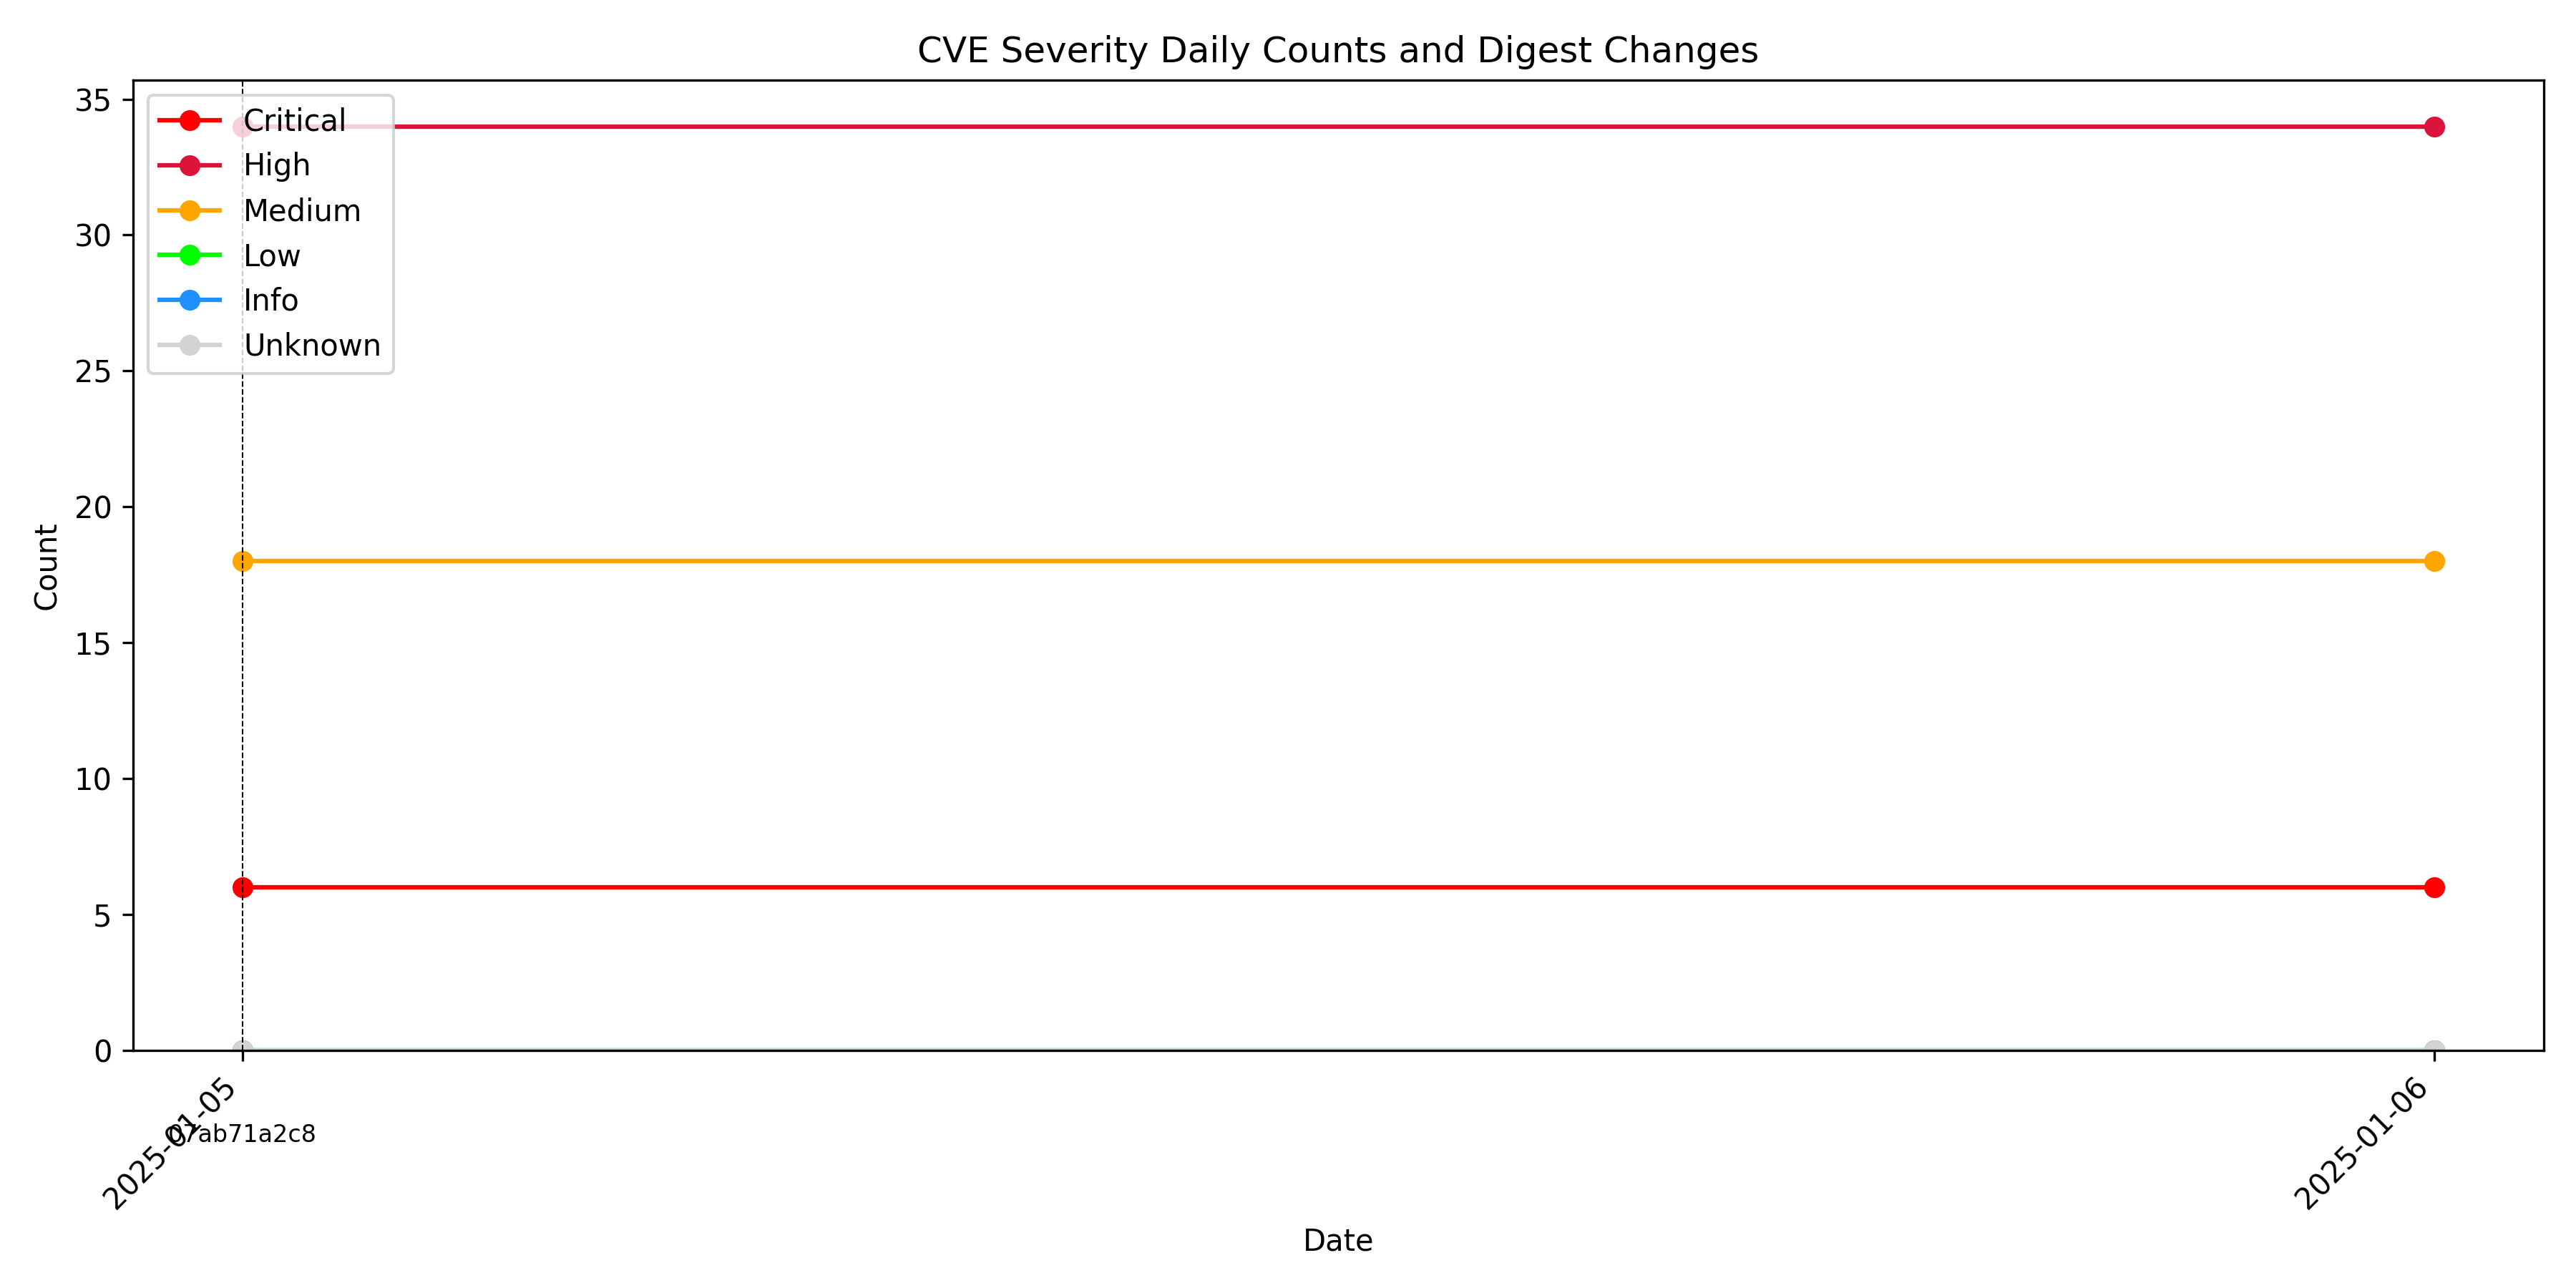 CVE Severity Daily Counts and Digest Changes
35
30
25
20
15
10
5
0
Count
Critical
High
Medium
Low
Info
Unknown
2025-01-05
07ab71a2c8
2025-01-06
Date